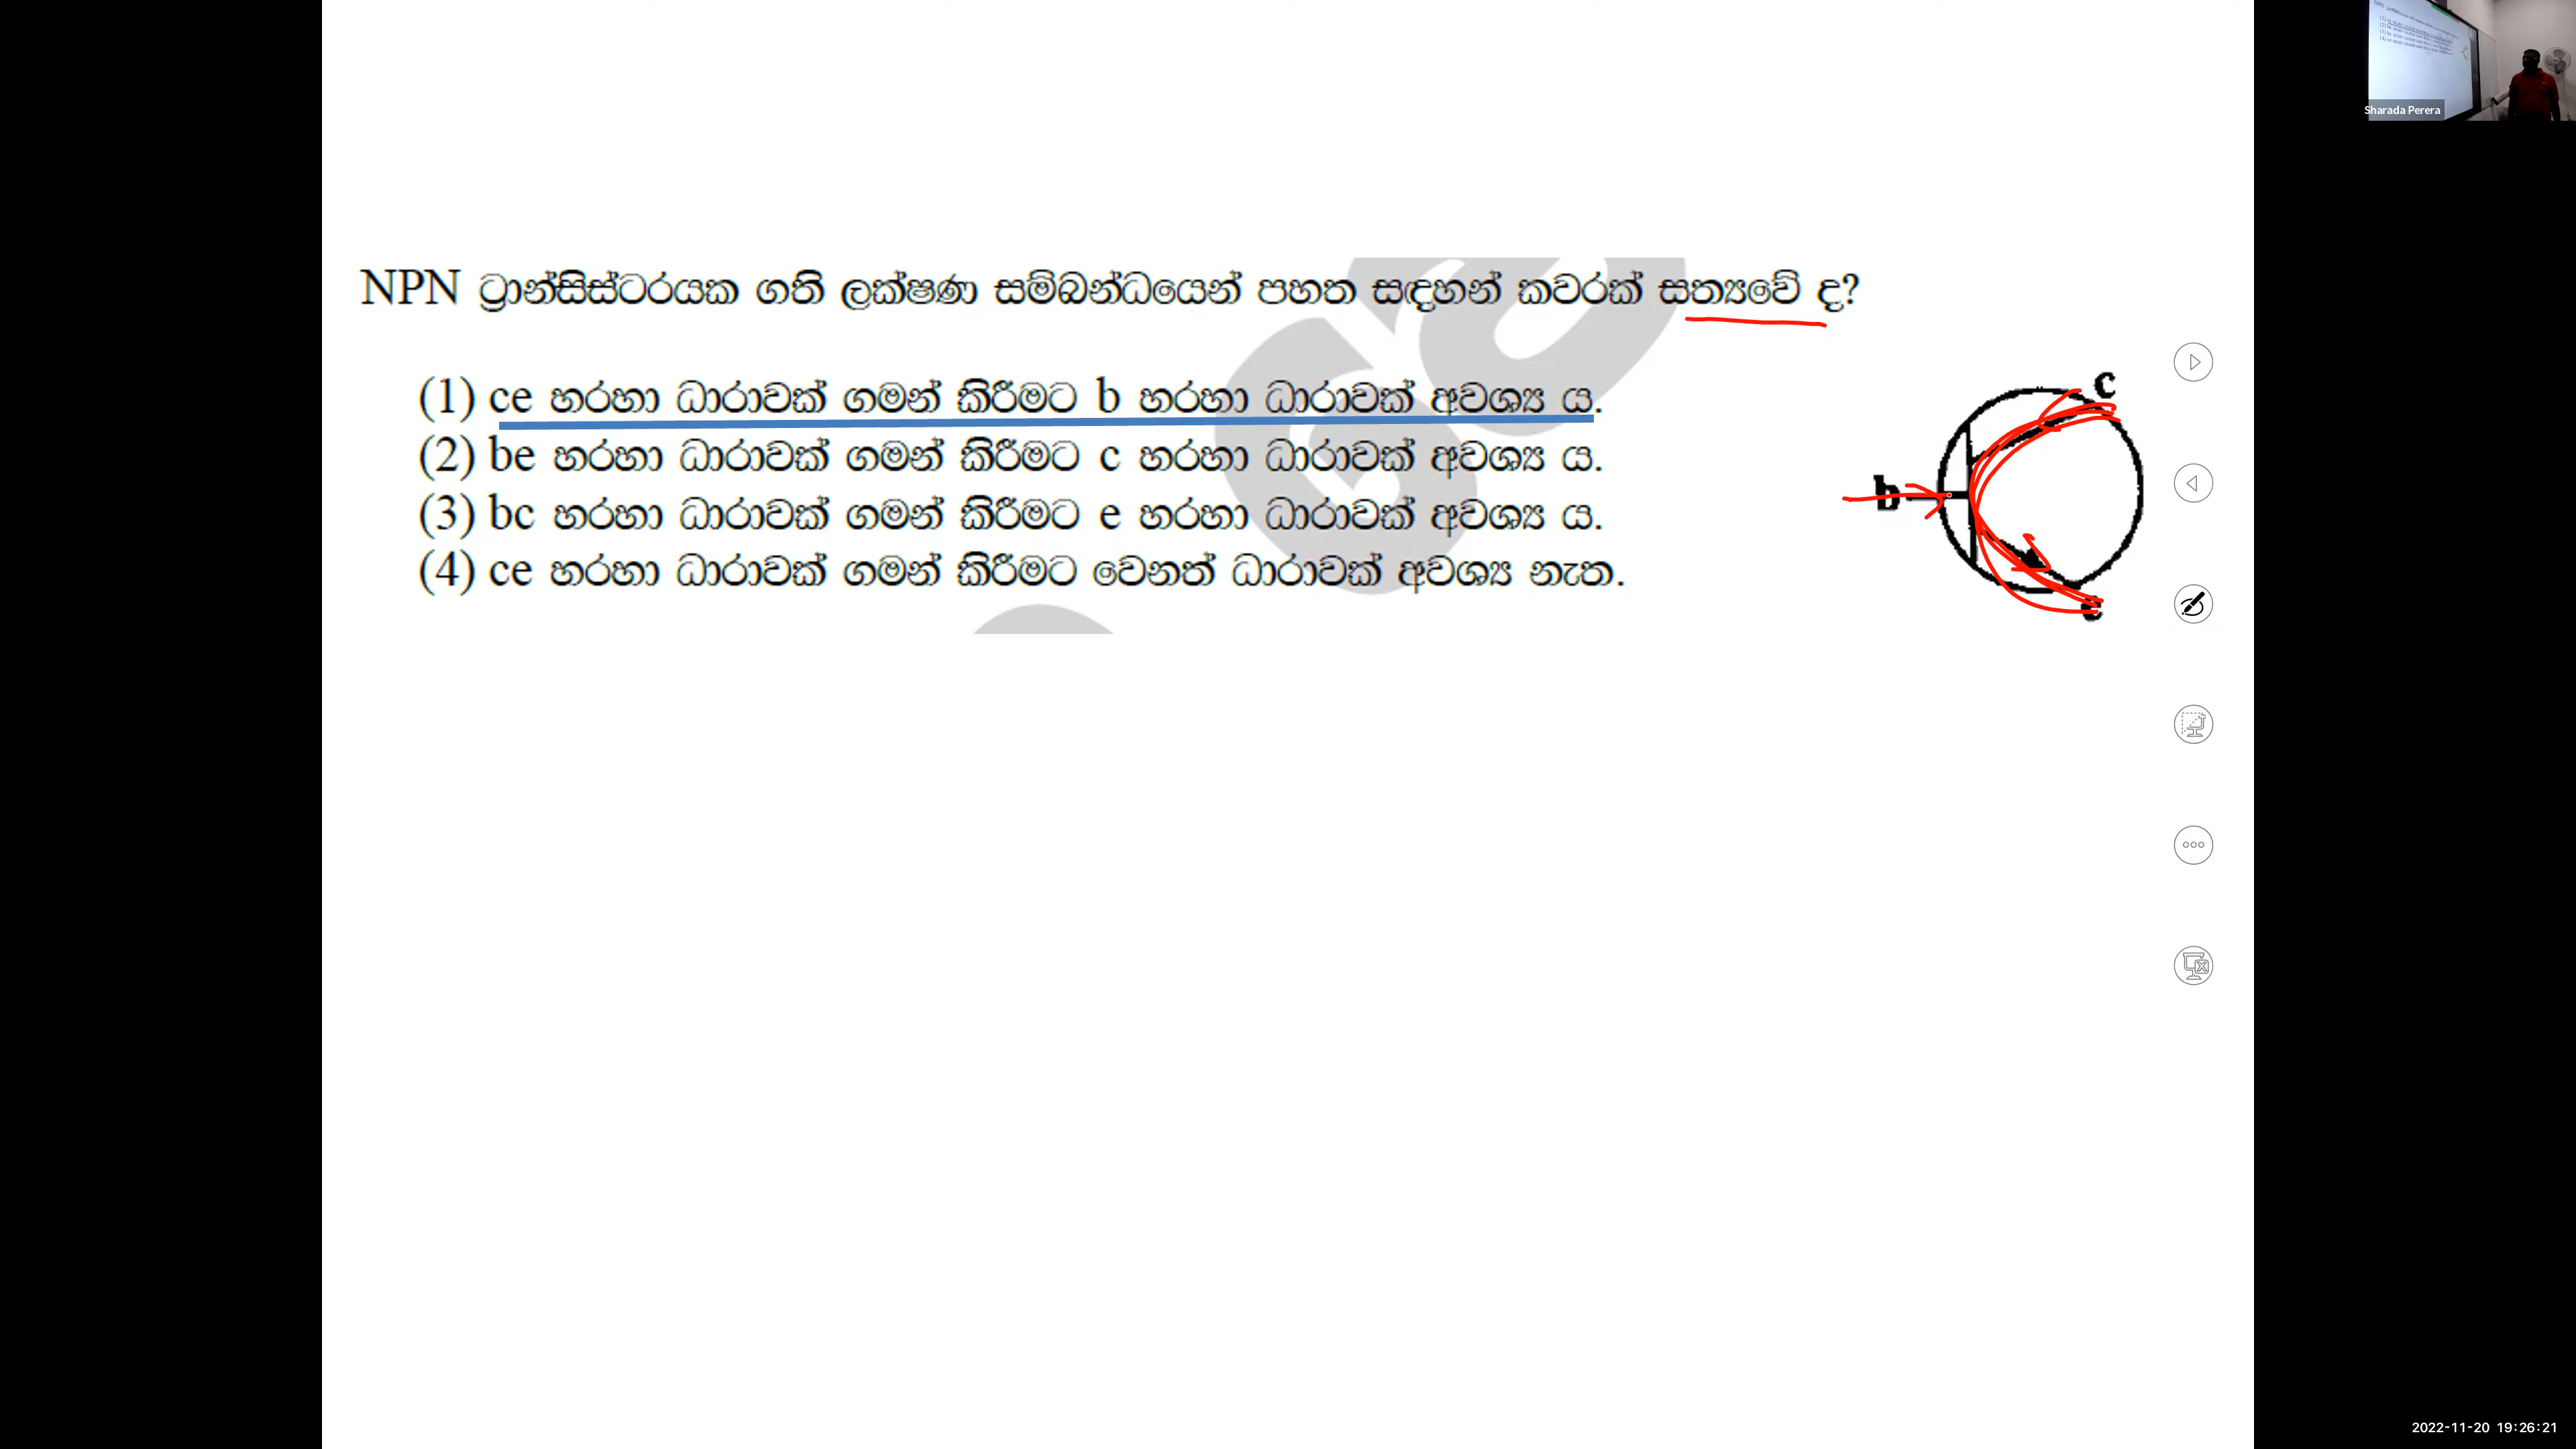 NPN ට්‍රාන්සිස්ටරයක ගති ලක්ෂණ සම්බන්ධයෙන් පහත සඳහන් කවරක් සත්‍යවේ ද?
(1) ce හරහා ධාරාවක් ගමන් කිරීමට b හරහා ධාරාවක් අවශ්‍ය ය.
(2) be හරහා ධාරාවක් ගමන් කිරීමට c හරහා ධාරාවක් අවශ්‍ය ය.
(3) bc හරහා ධාරාවක් ගමන් කිරීමට e හරහා ධාරාවක් අවශ්‍ය ය.
(4) ce හරහා ධාරාවක් ගමන් කිරීමට වෙනත් ධාරාවක් අවශ්‍ය නැත.
c
b
e
Sharada Perera
2022-11-20 19:26:21